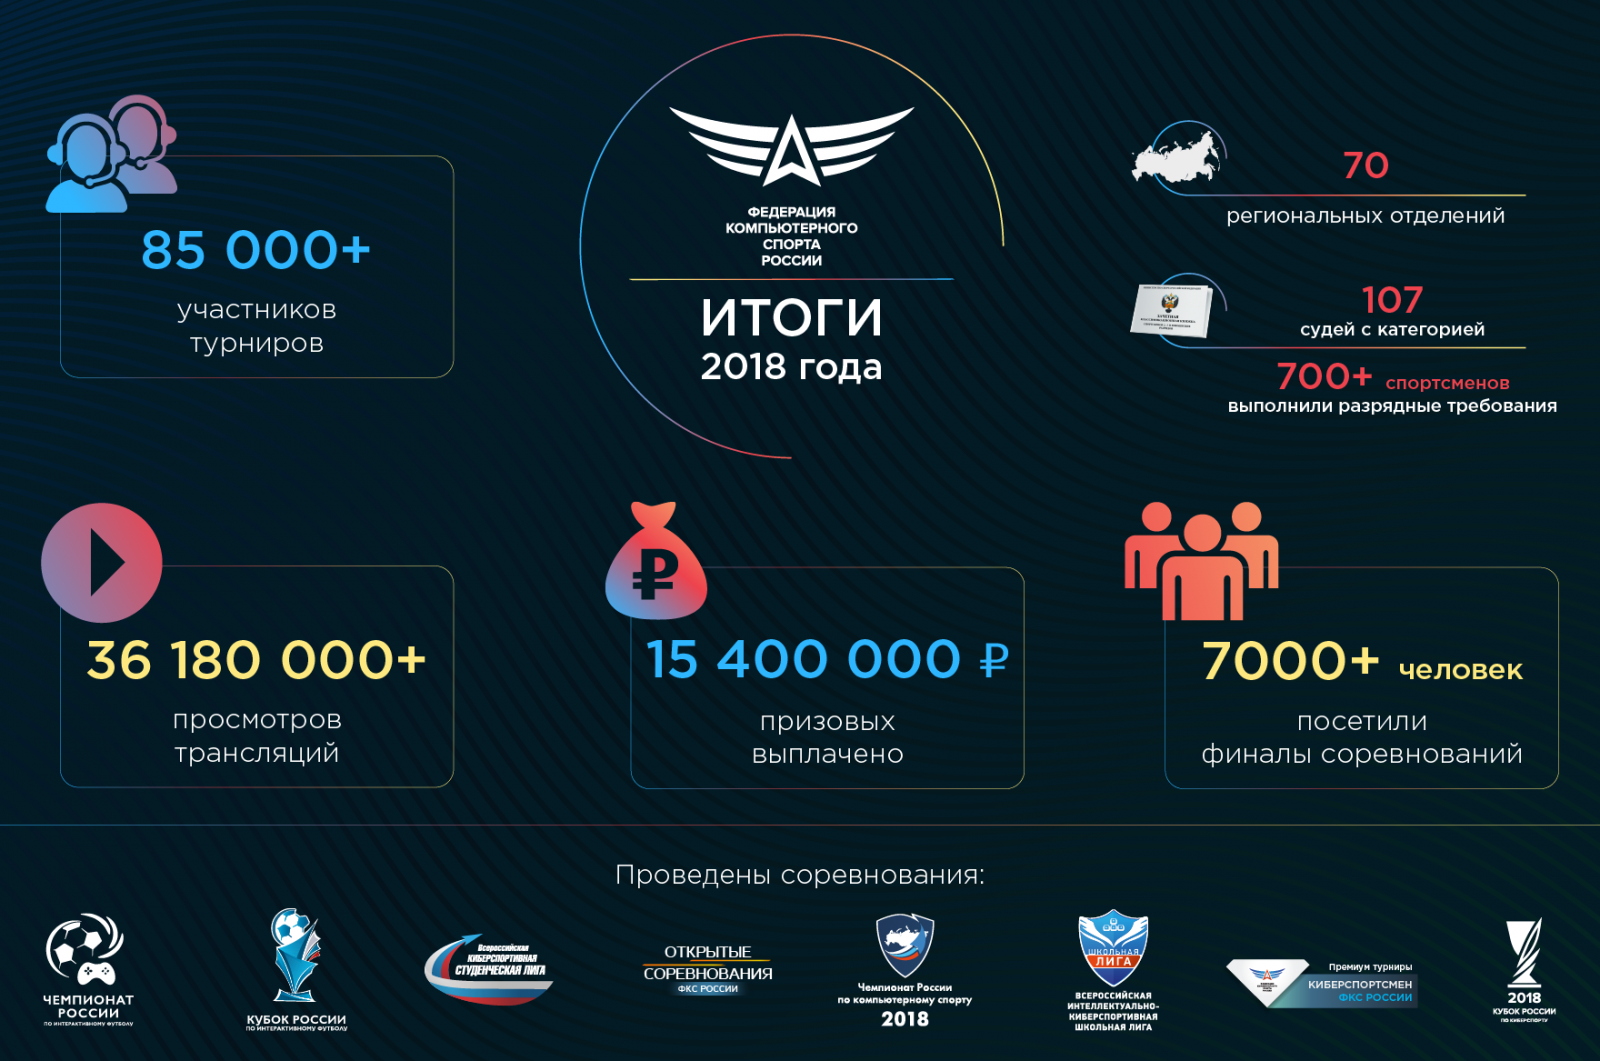 ФЕДЕРАЦИЯ
КОМПЬЮТЕРНОГО
СПОРТА
РОССИИ
ИТОГИ
2018 года
85 000+
участников
турниров
70
региональных отделений
107
судей с категорией
700+ спортсменов
выполнили разрядные требования
36 180 000+
просмотров
трансляций
₽
15 400 000 ₽
призовых
выплачено
7000+ человек
посетили
финалы соревнований
Проведены соревнования:
ЧЕМПИОНАТ
РОССИИ
ПО ИНТЕРАКТИВНОМУ ФУТБОЛУ
КУБОК РОССИИ
ПО ИНТЕРАКТИВНОМУ ФУТБОЛУ
Всероссийская
КИБЕРСПОРТИВНАЯ
СТУДЕНЧЕСКАЯ ЛИГА
ОТКРЫТЫЕ
СОРЕВНОВАНИЯ
ФКС РОССИИ
Чемпионат России
по компьютерному спорту
2018
ШКОЛЬНАЯ
ЛИГА
ВСЕРОССИЙСКАЯ
ИНТЕЛЛЕКТУАЛЬНО-
КИБЕРСПОРТИВНАЯ
ШКОЛЬНАЯ ЛИГА
Премиум турниры
КИБЕРСПОРТСМЕН
ФКС РОССИИ
2018
КУБОК РОССИИ
ПО КИБЕРСПОРТУ